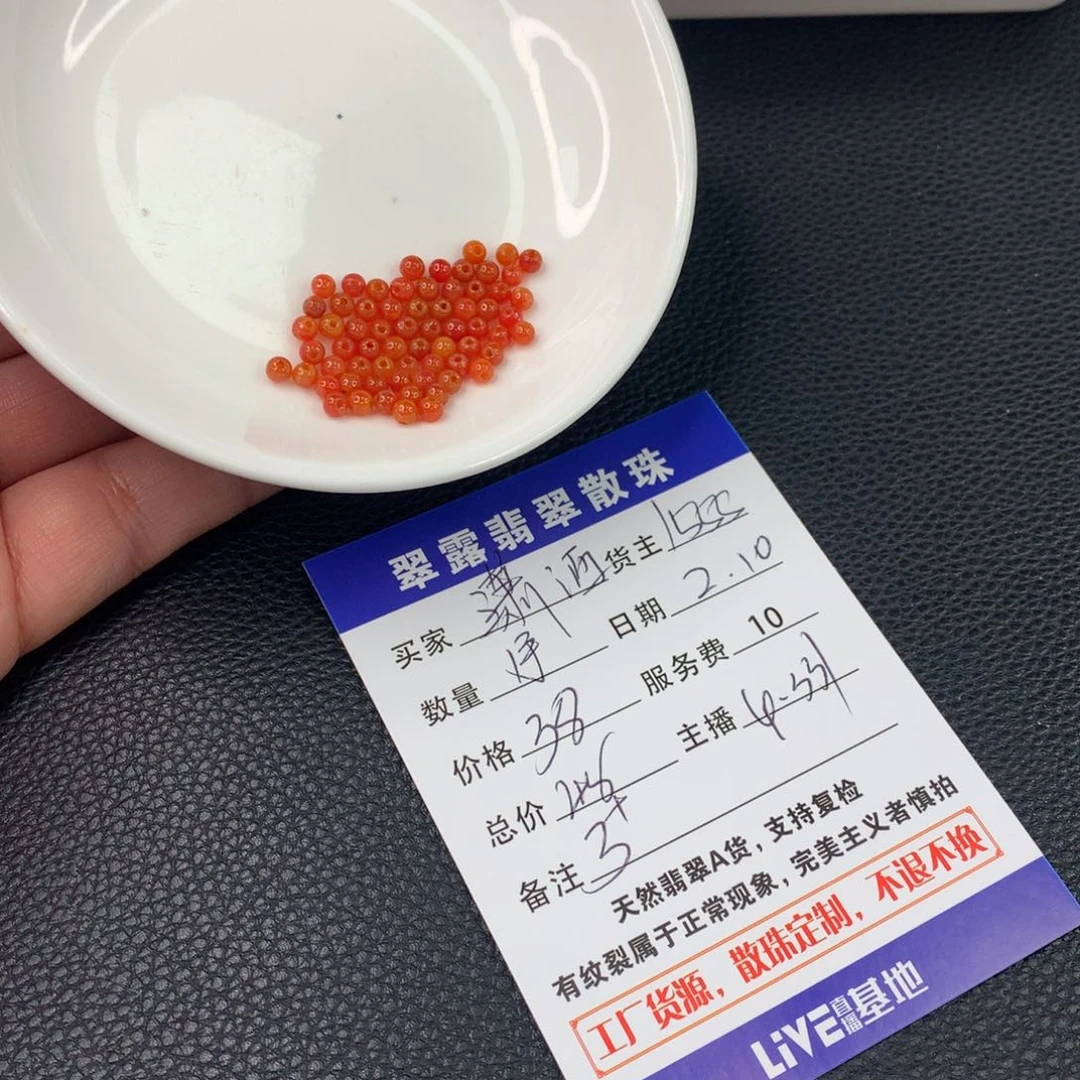 翠露翡翠散珠
买家 潇洒 货主
数量 日期 2.10
价格 38 服务费 10
总价 主播
备注 3
天然翡翠A货，支持复检
有纹裂属于正常现象，完美主义者慎拍
工厂货源，散珠定制，不退不换
LiVE直播基地